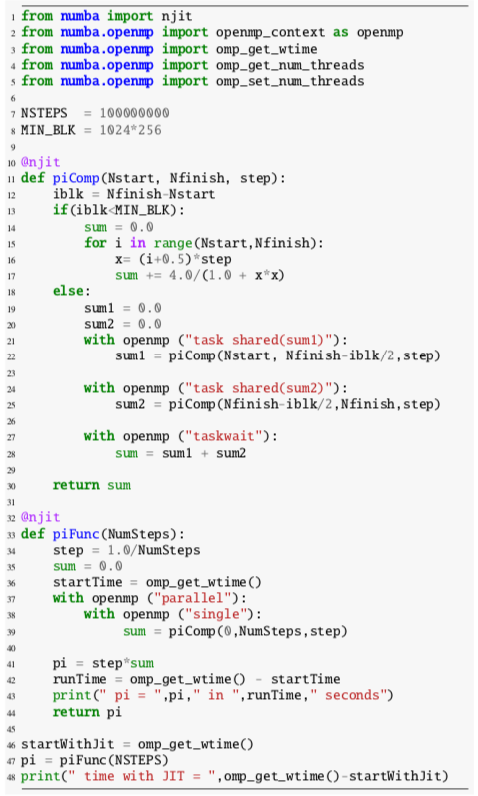 1 from numba import njit
2 from numba.openmp import openmp_context as openmp
3 from numba.openmp import omp_get_wtime
4 from numba.openmp import omp_get_num_threads
5 from numba.openmp import omp_set_num_threads
6
7 NSTEPS  = 100000000
8 MIN_BLK = 1024*256
9
10 @njit
11 def piComp(Nstart, Nfinish, step):
12     iblk = Nfinish-Nstart
13     if(iblk<MIN_BLK):
14         sum = 0.0
15         for i in range(Nstart,Nfinish):
16             x= (i+0.5)*step
17             sum += 4.0/(1.0 + x*x)
18     else:
19         sum1 = 0.0
20         sum2 = 0.0
21         with openmp ("task shared(sum1)"):
22             sum1 = piComp(Nstart, Nfinish-iblk/2,step)
23
24         with openmp ("task shared(sum2)"):
25             sum2 = piComp(Nfinish-iblk/2,Nfinish,step)
26
27         with openmp ("taskwait"):
28             sum = sum1 + sum2
29
30     return sum
31
32 @njit
33 def piFunc(NumSteps):
34     step = 1.0/NumSteps
35     sum = 0.0
36     startTime = omp_get_wtime()
37     with openmp ("parallel"):
38         with openmp ("single"):
39             sum = piComp(0,NumSteps,step)
40
41     pi = step*sum
42     runTime = omp_get_wtime() - startTime
43     print(" pi = ",pi," in ",runTime," seconds")
44     return pi
45
46 startWithJit = omp_get_wtime()
47 pi = piFunc(NSTEPS)
48 print(" time with JIT = ",omp_get_wtime()-startWithJit)